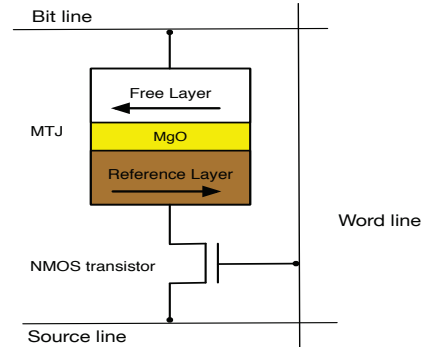 Bit line
Free Layer
MTJ
MgO
Reference Layer
Word line
NMOS transistor
Source line